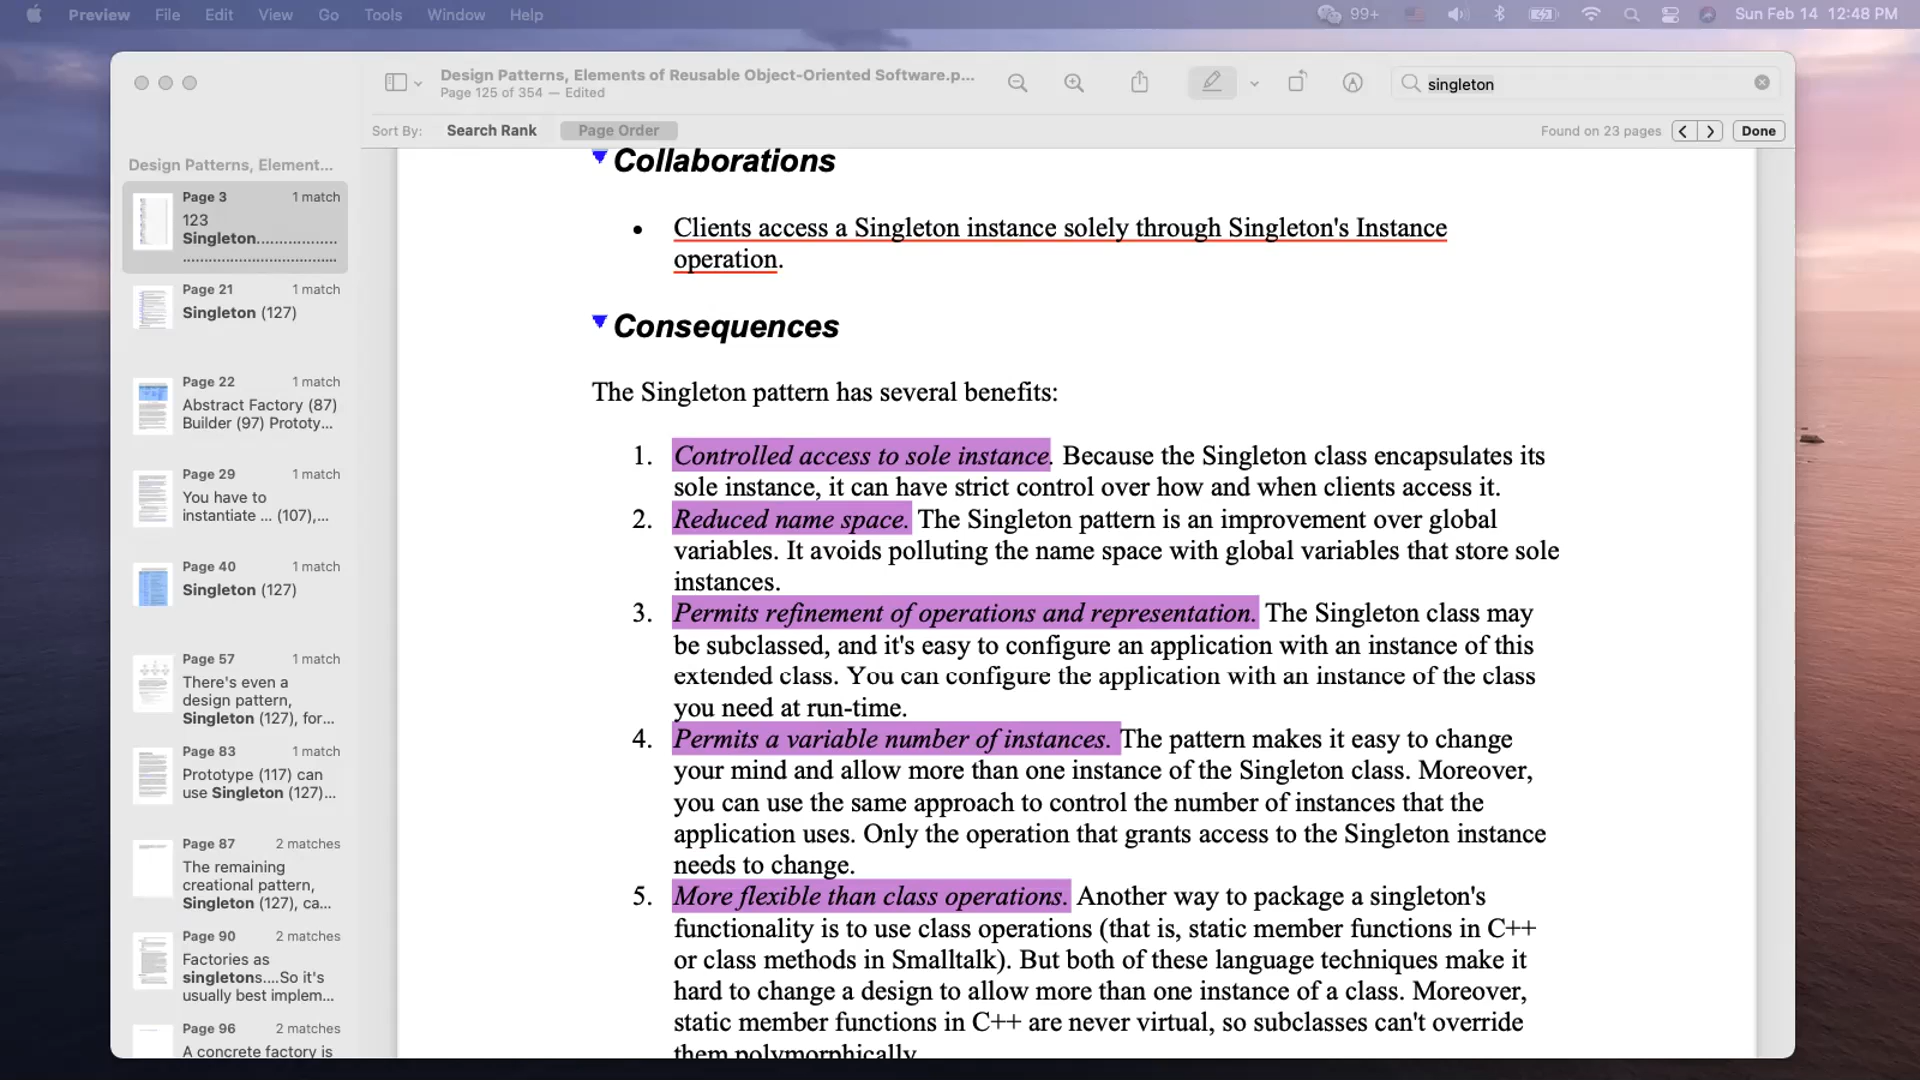 Preview File Edit View Go Tools Window Help
99+ Sun Feb 14 12:48 PM
Design Patterns, Elements of Reusable Object-Oriented Software.p...
Page 125 of 354 — Edited
singleton
Sort By: Search Rank Page Order
Found on 23 pages Done
Design Patterns, Element...
Page 3 1 match
123
Singleton..................
....................................
Page 21 1 match
Singleton (127)
Page 22 1 match
Abstract Factory (87)
Builder (97) Prototy...
Page 29 1 match
You have to
instantiate ... (107),...
Page 40 1 match
Singleton (127)
Page 57 1 match
There's even a
design pattern,
Singleton (127), for...
Page 83 1 match
Prototype (117) can
use Singleton (127)...
Page 87 2 matches
The remaining
creational pattern,
Singleton (127), ca...
Page 90 2 matches
Factories as
singletons....So it's
usually best implem...
Page 96 2 matches
A concrete factory is
Collaborations
• Clients access a Singleton instance solely through Singleton's Instance
operation.
Consequences
The Singleton pattern has several benefits:
1. Controlled access to sole instance. Because the Singleton class encapsulates its
sole instance, it can have strict control over how and when clients access it.
2. Reduced name space. The Singleton pattern is an improvement over global
variables. It avoids polluting the name space with global variables that store sole
instances.
3. Permits refinement of operations and representation. The Singleton class may
be subclassed, and it's easy to configure an application with an instance of this
extended class. You can configure the application with an instance of the class
you need at run-time.
4. Permits a variable number of instances. The pattern makes it easy to change
your mind and allow more than one instance of the Singleton class. Moreover,
you can use the same approach to control the number of instances that the
application uses. Only the operation that grants access to the Singleton instance
needs to change.
5. More flexible than class operations. Another way to package a singleton's
functionality is to use class operations (that is, static member functions in C++
or class methods in Smalltalk). But both of these language techniques make it
hard to change a design to allow more than one instance of a class. Moreover,
static member functions in C++ are never virtual, so subclasses can't override
them polymorphically.